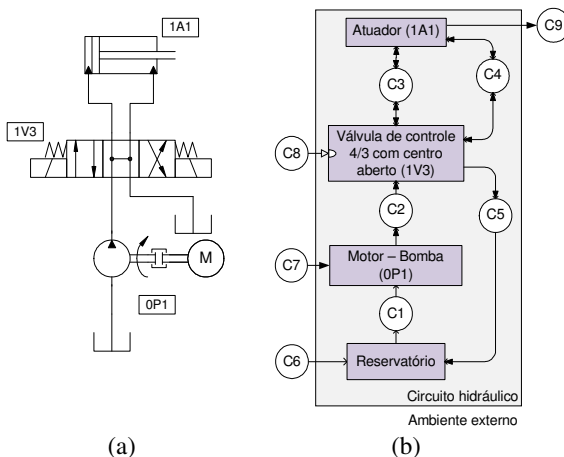 1A1
1V3
M
0P1
(a)
Atuador (1A1)
C9
C3
C4
C8
Válvula de controle
4/3 com centro
aberto (1V3)
C2
C5
C7
Motor – Bomba
(0P1)
C1
C6
Reservatório
Circuito hidráulico
Ambiente externo
(b)